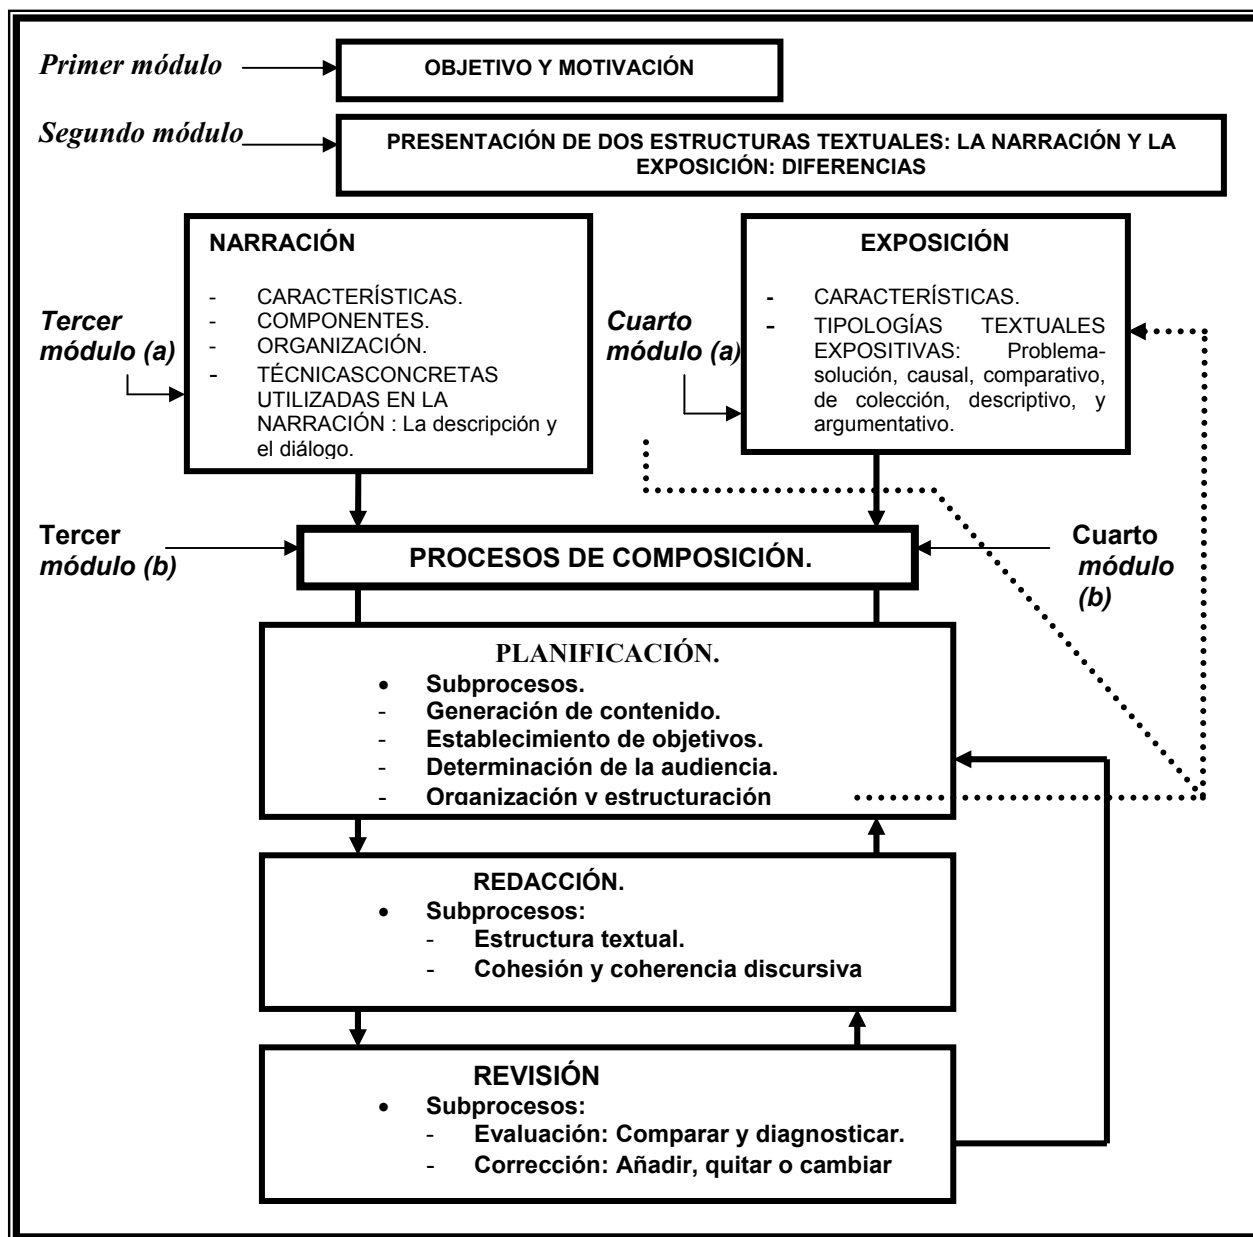 Primer módulo
OBJETIVO Y MOTIVACIÓN
Segundo módulo
PRESENTACIÓN DE DOS ESTRUCTURAS TEXTUALES: LA NARRACIÓN Y LA
EXPOSICIÓN: DIFERENCIAS
NARRACIÓN
- CARACTERÍSTICAS.
- COMPONENTES.
- ORGANIZACIÓN.
- TÉCNICASCONCRETAS
UTILIZADAS EN LA
NARRACIÓN : La descripción y
el diálogo.
Tercer
módulo (a)
EXPOSICIÓN
- CARACTERÍSTICAS.
- TIPOLOGÍAS TEXTUALES
EXPOSITIVAS: Problema-
solución, causal, comparativo,
de colección, descriptivo, y
argumentativo.
Cuarto
módulo (a)
Tercer
módulo (b)
PROCESOS DE COMPOSICIÓN.
Cuarto
módulo
(b)
PLANIFICACIÓN.
• Subprocesos.
- Generación de contenido.
- Establecimiento de objetivos.
- Determinación de la audiencia.
- Organización y estructuración
REDACCIÓN.
• Subprocesos:
- Estructura textual.
- Cohesión y coherencia discursiva
REVISIÓN
• Subprocesos:
- Evaluación: Comparar y diagnosticar.
- Corrección: Añadir, quitar o cambiar